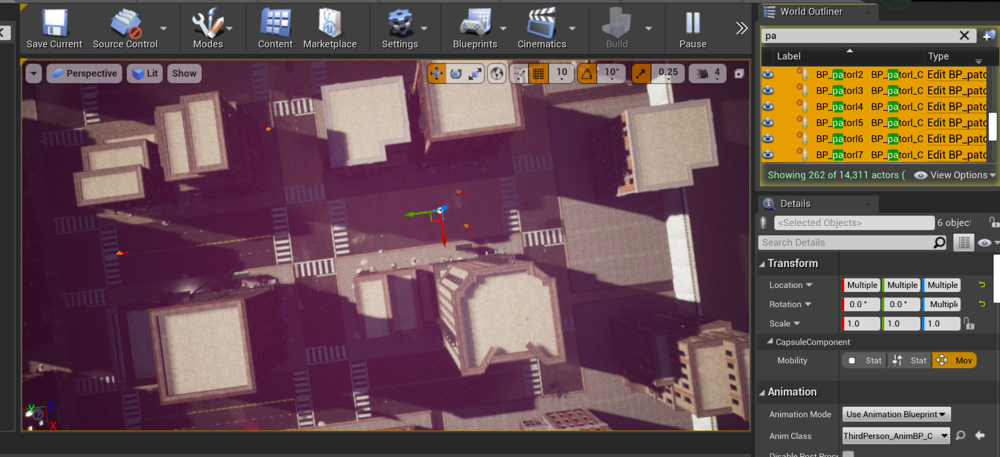 Save Current
Source Control
Modes
Content
Marketplace
Settings
Blueprints
Cinematics
Build
Pause
Perspective
Lit
Show
10
10°
0.25
4
Y
Z
X
World Outliner
pa
Label
Type
BP_patorl2 BP_patorl_C Edit BP_patc
BP_patorl3 BP_patorl_C Edit BP_patc
BP_patorl4 BP_patorl_C Edit BP_patc
BP_patorl5 BP_patorl_C Edit BP_patc
BP_patorl6 BP_patorl_C Edit BP_patc
BP_patorl7 BP_patorl_C Edit BP_patc
Showing 262 of 14,311 actors (
View Options
Details
<Selected Objects>
6 object
Search Details
Transform
Location Multiple Multiple Multiple
Rotation 0.0 ° 0.0 ° Multiple
Scale 1.0 1.0 1.0
CapsuleComponent
Mobility Stat Stat Mov
Animation
Animation Mode Use Animation Blueprint
Anim Class ThirdPerson_AnimBP_C
Disable Post Proce